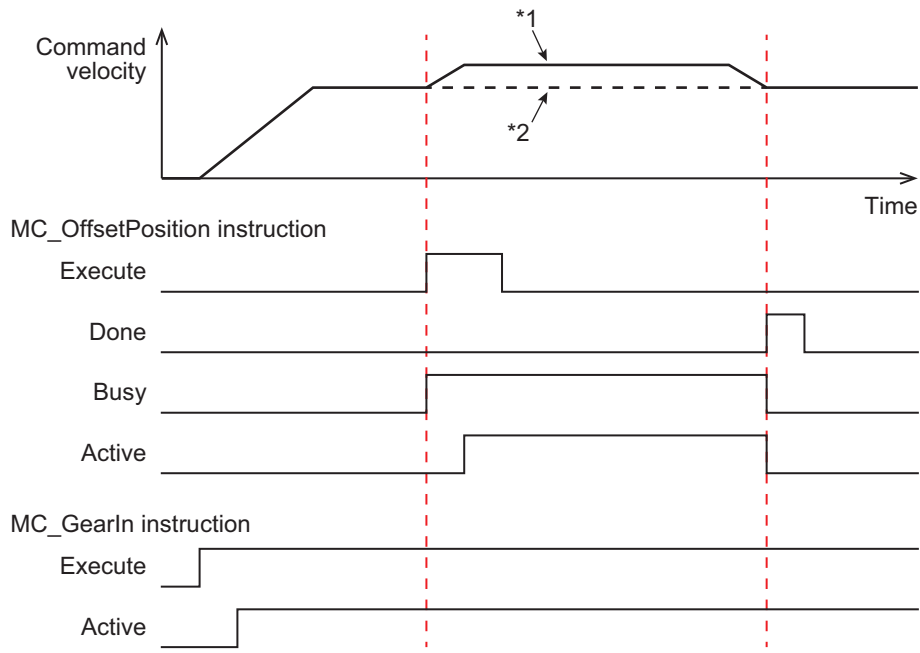 *1
Command
velocity
*2
Time
MC_OffsetPosition instruction
Execute
Done
Busy
Active
MC_GearIn instruction
Execute
Active